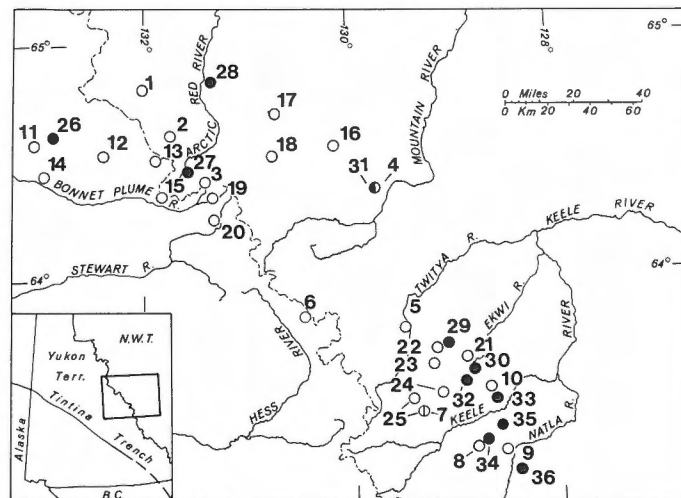 65° 132° 130° 128° 65°
1
28
RED RIVER
ARCTIC
MOUNTAIN RIVER
0 Miles 20 40
0 Km 20 40 60
17
26
2
16
11
12
13
18
31 4
14
27
3
BONNET PLUME R.
15
19
20
KEELE RIVER
STEWART R.
64° 64°
TWITYA R.
EKWI R.
RIVER
5
6
29
22
21
23
30
24
10
32
33
HESS RIVER
25 7
KEELE
35
NATLA R.
8
34
9
36
N.W.T.
Yukon
Terr.
Tintina
Trench
Alaska
B.C.